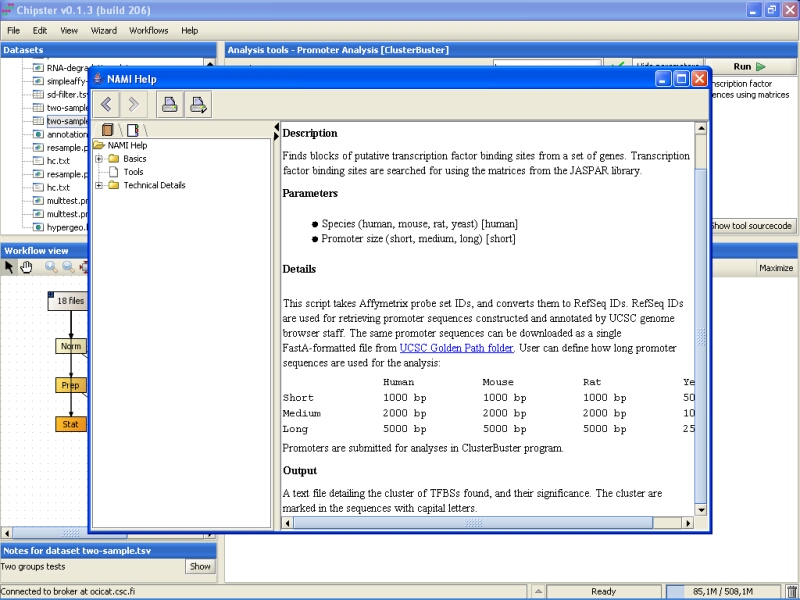 Chipster v0.1.3 (build 206)
File Edit View Wizard Workflows Help
Datasets
RNA-degra
simpleaffy-
sd-filter.ts
two-sample
two-sample
annotation
resample.p
hc.txt
resample.p
hc.txt
multtest.pr
multtest.pr
hypergeo.
Analysis tools - Promoter Analysis [ClusterBuster]
Hide parameters
Run
nscription factor
ences using matrices
Show tool sourcecode
NAMI Help
NAMI Help
Basics
Tools
Technical Details
Description
Finds blocks of putative transcription factor binding sites from a set of genes. Transcription
factor binding sites are searched for using the matrices from the JASPAR library.
Parameters
● Species (human, mouse, rat, yeast) [human]
● Promoter size (short, medium, long) [short]
Details
This script takes Affymetrix probe set IDs, and converts them to RefSeq IDs. RefSeq IDs
are used for retrieving promoter sequences constructed and annotated by UCSC genome
browser staff. The same promoter sequences can be downloaded as a single
FastA-formatted file from UCSC Golden Path folder. User can define how long promoter
sequences are used for the analysis:
Human Mouse Rat Ye
Short 1000 bp 1000 bp 1000 bp 50
Medium 2000 bp 2000 bp 2000 bp 10
Long 5000 bp 5000 bp 5000 bp 25
Promoters are submitted for analyses in ClusterBuster program.
Output
A text file detailing the cluster of TFBSs found, and their significance. The cluster are
marked in the sequences with capital letters.
Workflow view
Maximize
18 files
Norm
Prep
Stat
Notes for dataset two-sample.tsv
Two groups tests
Show
Connected to broker at ocicat.csc.fi
Ready
85,1M / 508,1M